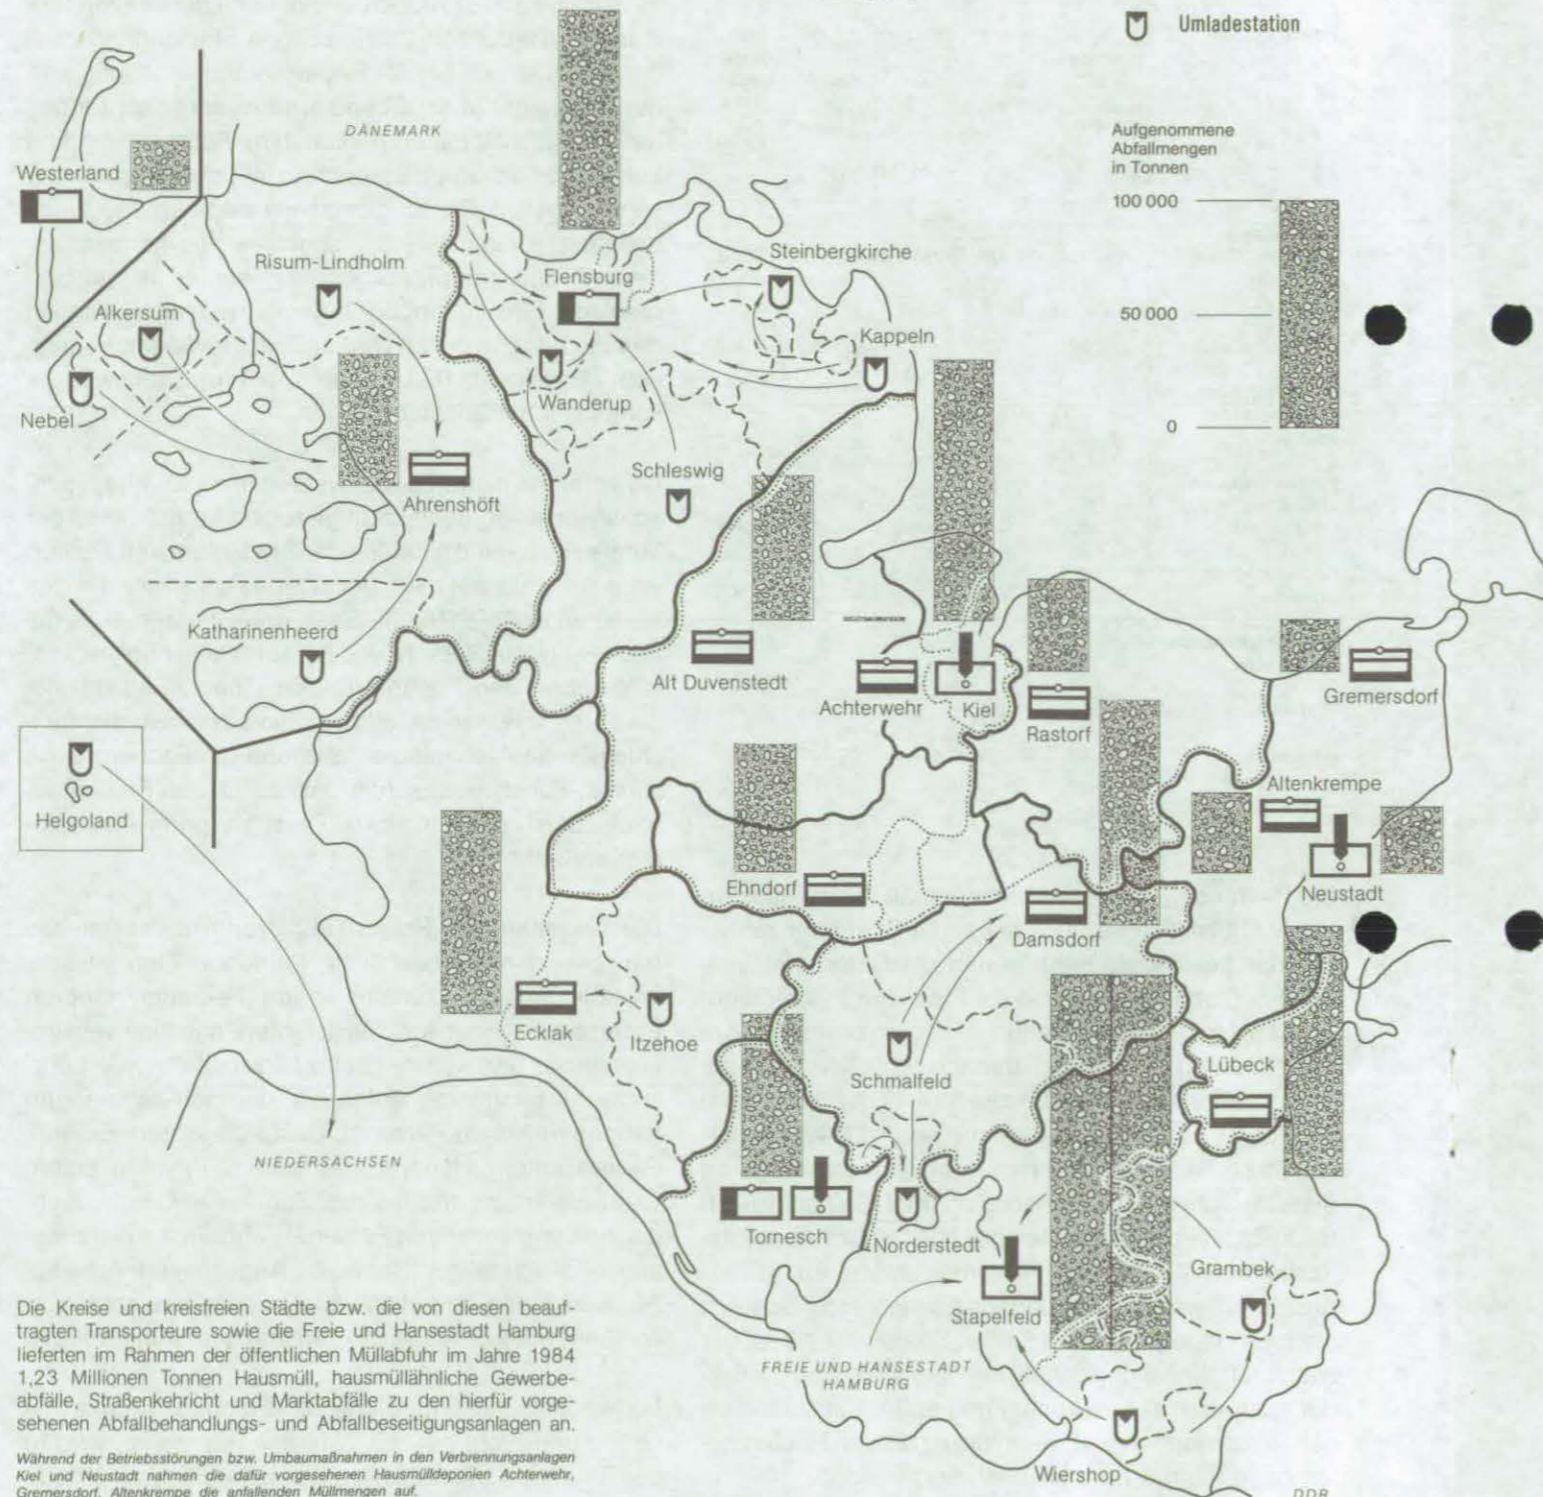 Umladestation
Aufgenommene
Abfallmengen
in Tonnen
100 000
50 000
0
DÄNEMARK
Westerland
Risum-Lindholm
Flensburg
Steinbergkirche
Alkersum
Kappeln
Nebel
Wanderup
Schleswig
Ahrenshöft
Katharinenheerd
Alt Duvenstedt
Achterwehr
Kiel
Rastorf
Gremersdorf
Helgoland
Altenkrempe
Ehndorf
Neustadt
Damsdorf
Ecklak
Itzehoe
Schmalfeld
Lübeck
NIEDERSACHSEN
Tornesch
Norderstedt
Grambek
Stapelfeld
FREIE UND HANSESTADT
HAMBURG
Wiershop
DDR
Die Kreise und kreisfreien Städte bzw. die von diesen beauf-
tragten Transporteure sowie die Freie und Hansestadt Hamburg
lieferten im Rahmen der öffentlichen Müllabfuhr im Jahre 1984
1,23 Millionen Tonnen Hausmüll, hausmüllähnliche Gewerbe-
abfälle, Straßenkehricht und Marktabfälle zu den hierfür vorge-
sehenen Abfallbehandlungs- und Abfallbeseitigungsanlagen an.
Während der Betriebsstörungen bzw. Umbaumaßnahmen in den Verbrennungsanlagen
Kiel und Neustadt nahmen die dafür vorgesehenen Hausmülldeponien Achterwehr,
Gremersdorf, Altenkrempe die anfallenden Müllmengen auf.